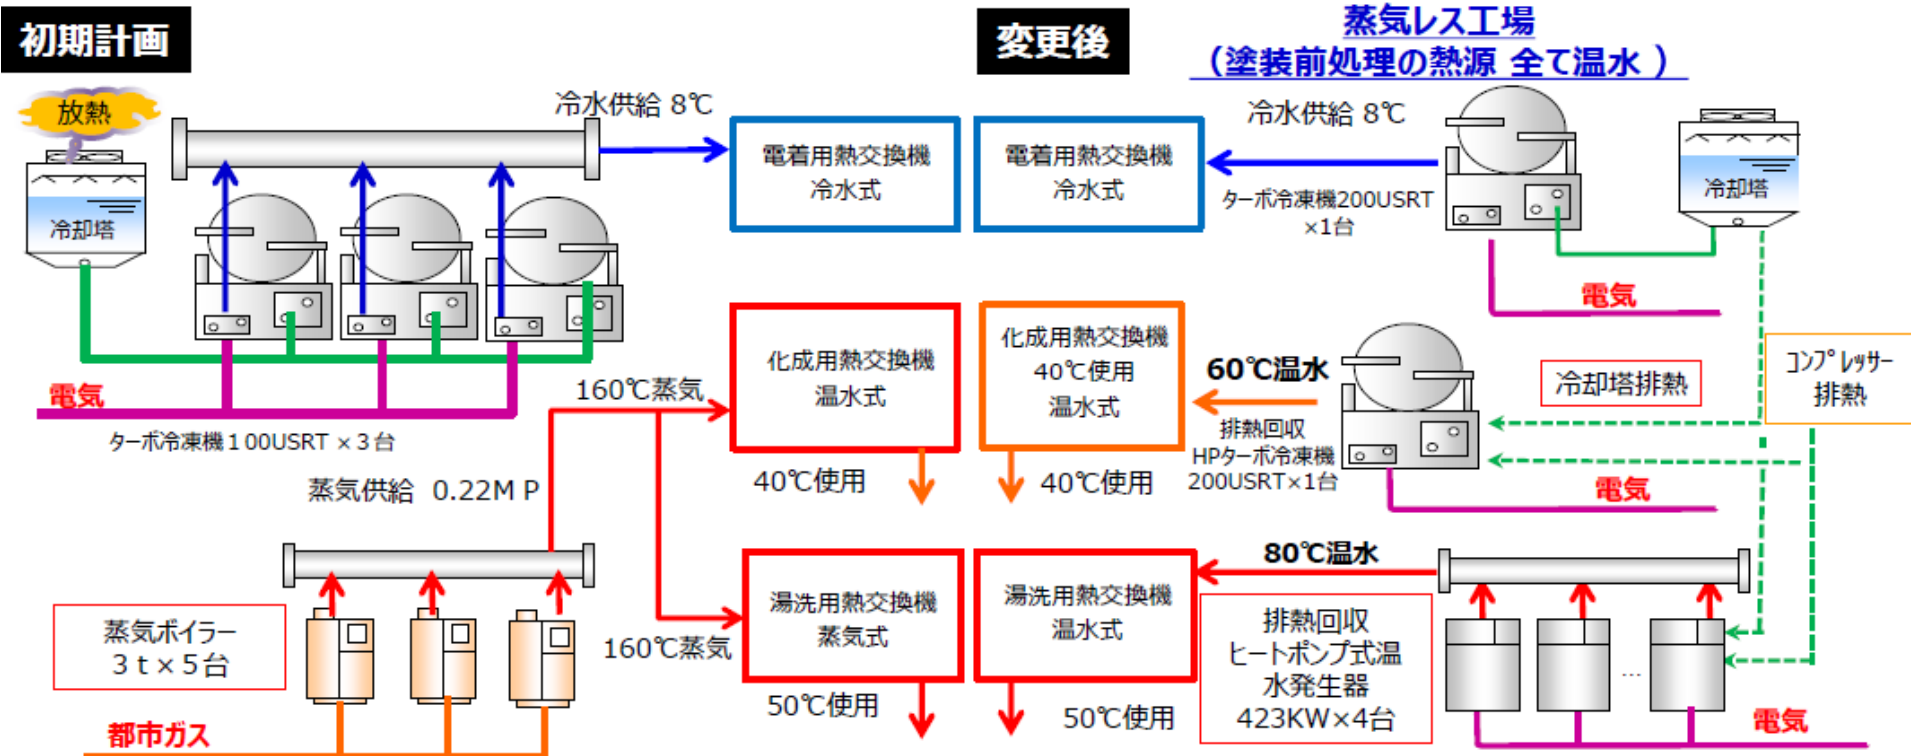 初期計画
放熱
冷却塔
冷水供給 8℃
電着用熱交換機
冷水式
電気
ターボ冷凍機100USRT×3台
160℃蒸気
化成用熱交換機
温水式
40℃使用
蒸気供給 0.22MP
蒸気ボイラー
3t×5台
160℃蒸気
湯洗用熱交換機
蒸気式
50℃使用
都市ガス
変更後
蒸気レス工場
（塗装前処理の熱源 全て温水 ）
電着用熱交換機
冷水式
冷水供給 8℃
ターボ冷凍機200USRT
×1台
冷却塔
電気
化成用熱交換機
40℃使用
温水式
40℃使用
60℃温水
排熱回収
HPターボ冷凍機
200USRT×1台
冷却塔排熱
コンプレッサー
排熱
電気
湯洗用熱交換機
温水式
50℃使用
80℃温水
排熱回収
ヒートポンプ式温
水発生器
423KW×4台
…
電気